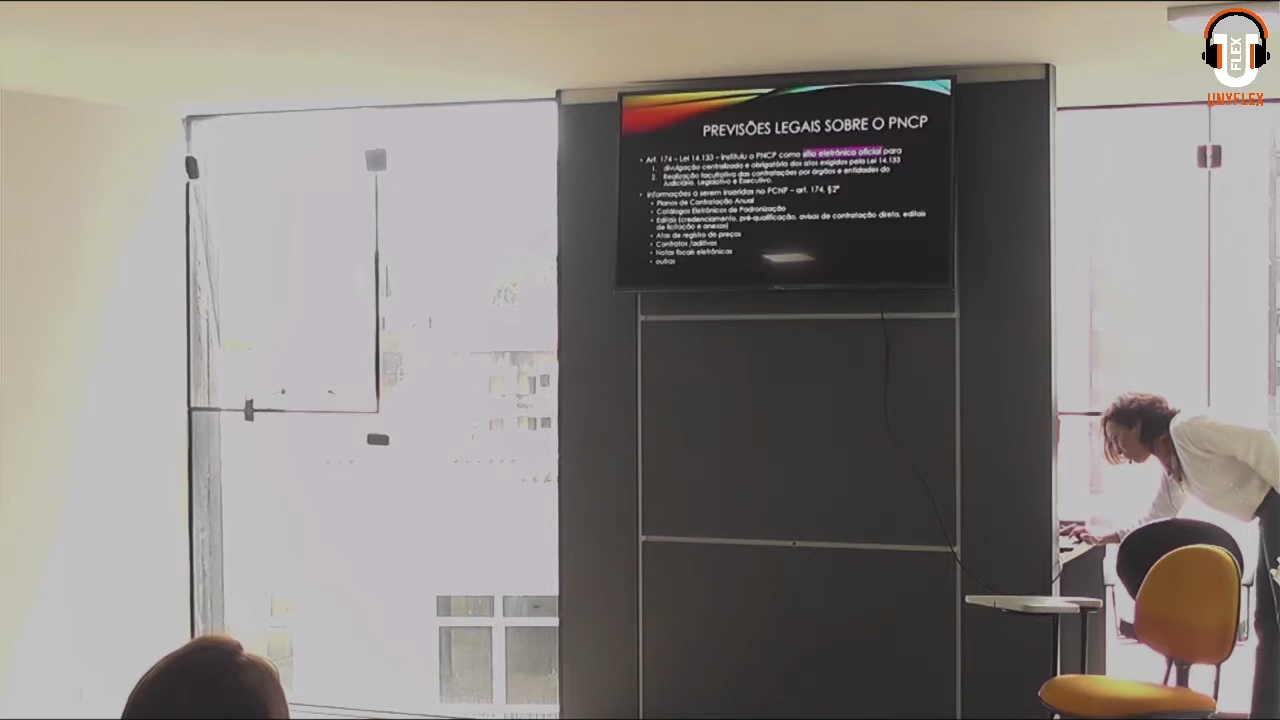 PREVISÕES LEGAIS SOBRE O PNCP
• Art. 174 – Lei 14.133 – Instituiu o PNCP como sítio eletrônico oficial para
1. divulgação centralizada e obrigatória dos atos exigidos pela Lei 14.133
2. Realização facultativa das contratações por órgãos e entidades do
Judiciário, Legislativo e Executivo.
• Informações a serem inseridas no PCNP – art. 174, §2º
• Planos de Contratação Anual
• Catálogos Eletrônicos de Padronização
• Editais (credenciamento, pré-qualificação, avisos de contratação direta, editais
de licitação e anexos)
• Atas de registro de preços
• Contratos /aditivos
• Notas fiscais eletrônicas
• outras
U
FLEX
UNYFLEX